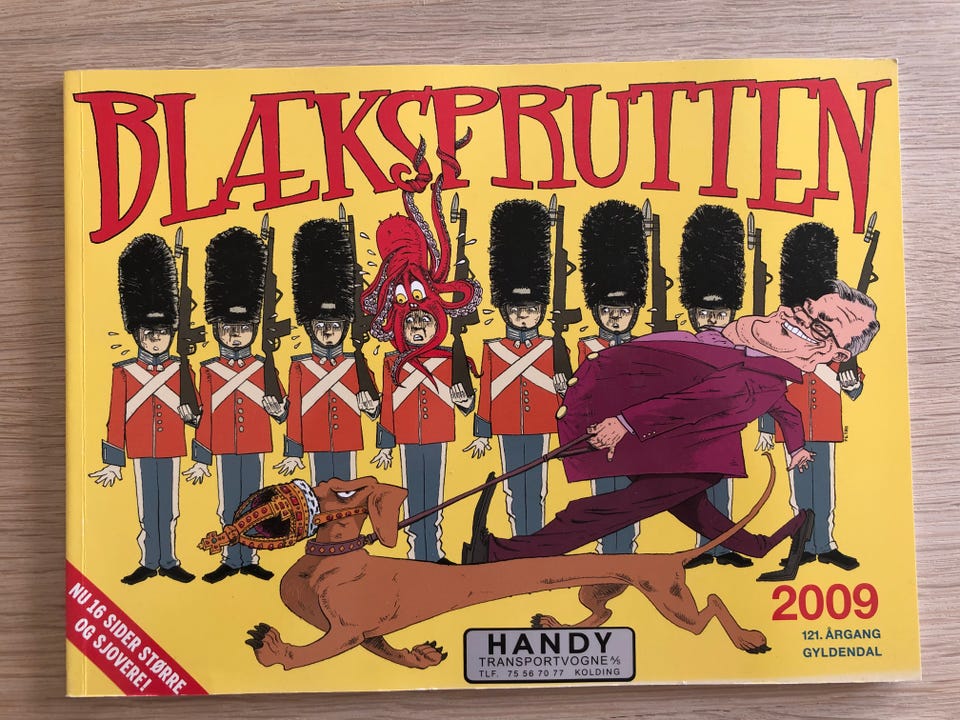 BLÆKSPRUTTEN
NU 16 SIDER STØRRE
OG SJOVERE!
HANDY
TRANSPORTVOGNE A/S
TLF. 75 56 70 77 KOLDING
2009
121. ÅRGANG
GYLDENDAL